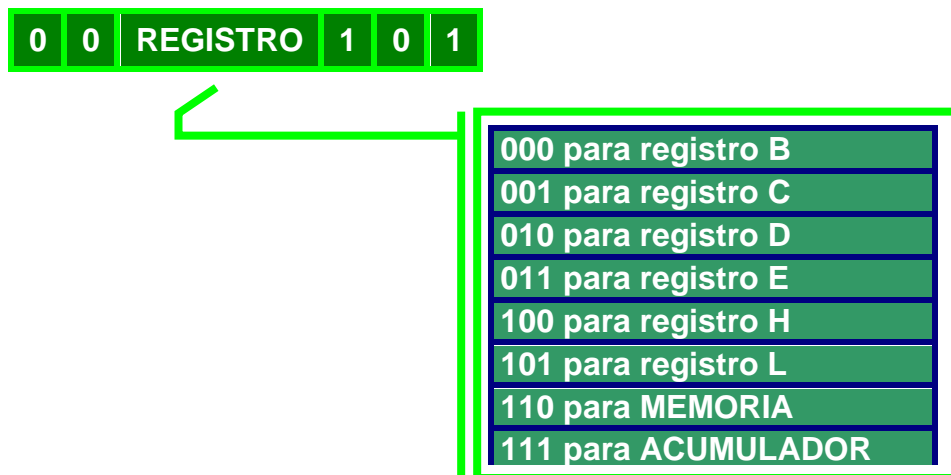 0 0 REGISTRO 1 0 1
000 para registro B
001 para registro C
010 para registro D
011 para registro E
100 para registro H
101 para registro L
110 para MEMORIA
111 para ACUMULADOR